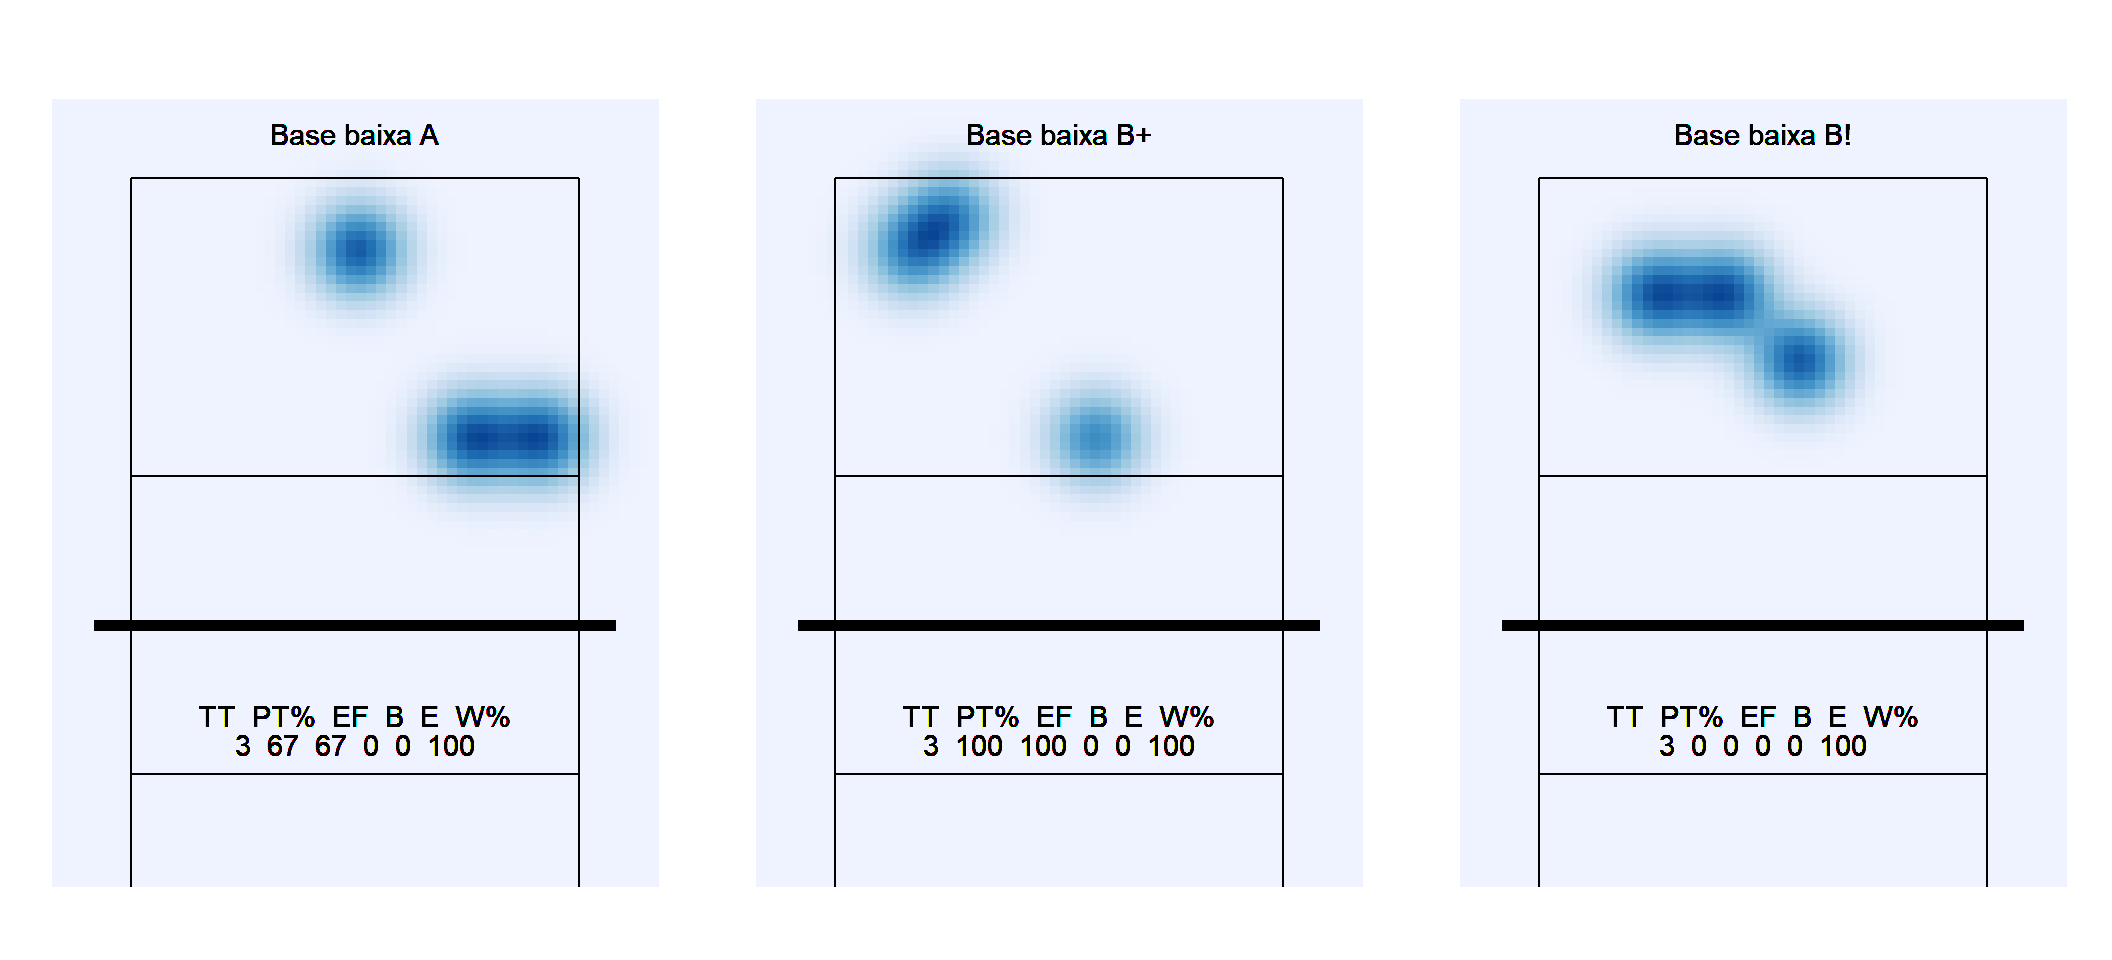 Base baixa A
TT PT% EF B E W%
3 67 67 0 0 100
Base baixa B+
TT PT% EF B E W%
3 100 100 0 0 100
Base baixa B!
TT PT% EF B E W%
3 0 0 0 0 100